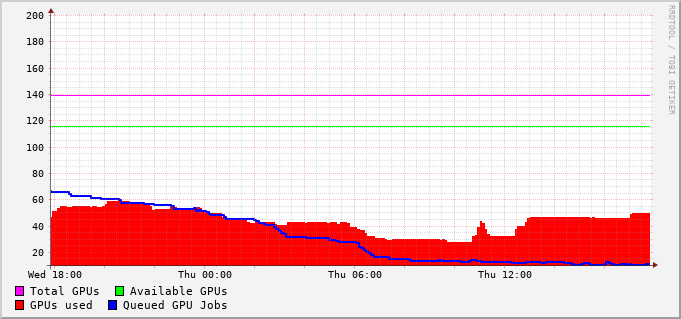 200
180
160
140
120
100
80
60
40
20
Wed 18:00 Thu 00:00 Thu 06:00 Thu 12:00
Total GPUs Available GPUs
GPUs used Queued GPU Jobs
RRDTOOL / TOBI OETIKER